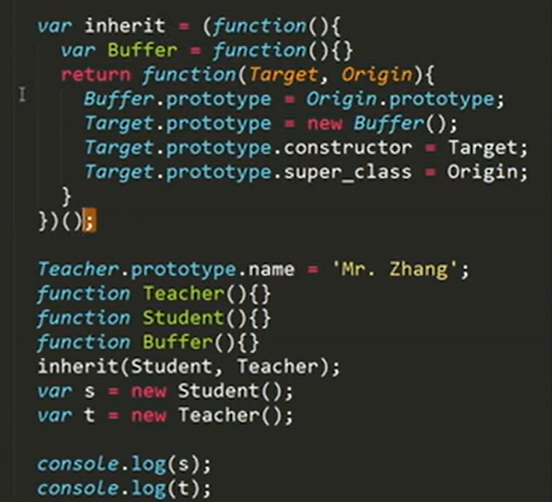 var inherit = (function(){
  var Buffer = function(){}
  return function(Target, Origin){
    Buffer.prototype = Origin.prototype;
    Target.prototype = new Buffer();
    Target.prototype.constructor = Target;
    Target.prototype.super_class = Origin;
  }
})();
Teacher.prototype.name = 'Mr. Zhang';
function Teacher(){}
function Student(){}
function Buffer(){}
inherit(Student, Teacher);
var s = new Student();
var t = new Teacher();
console.log(s);
console.log(t);